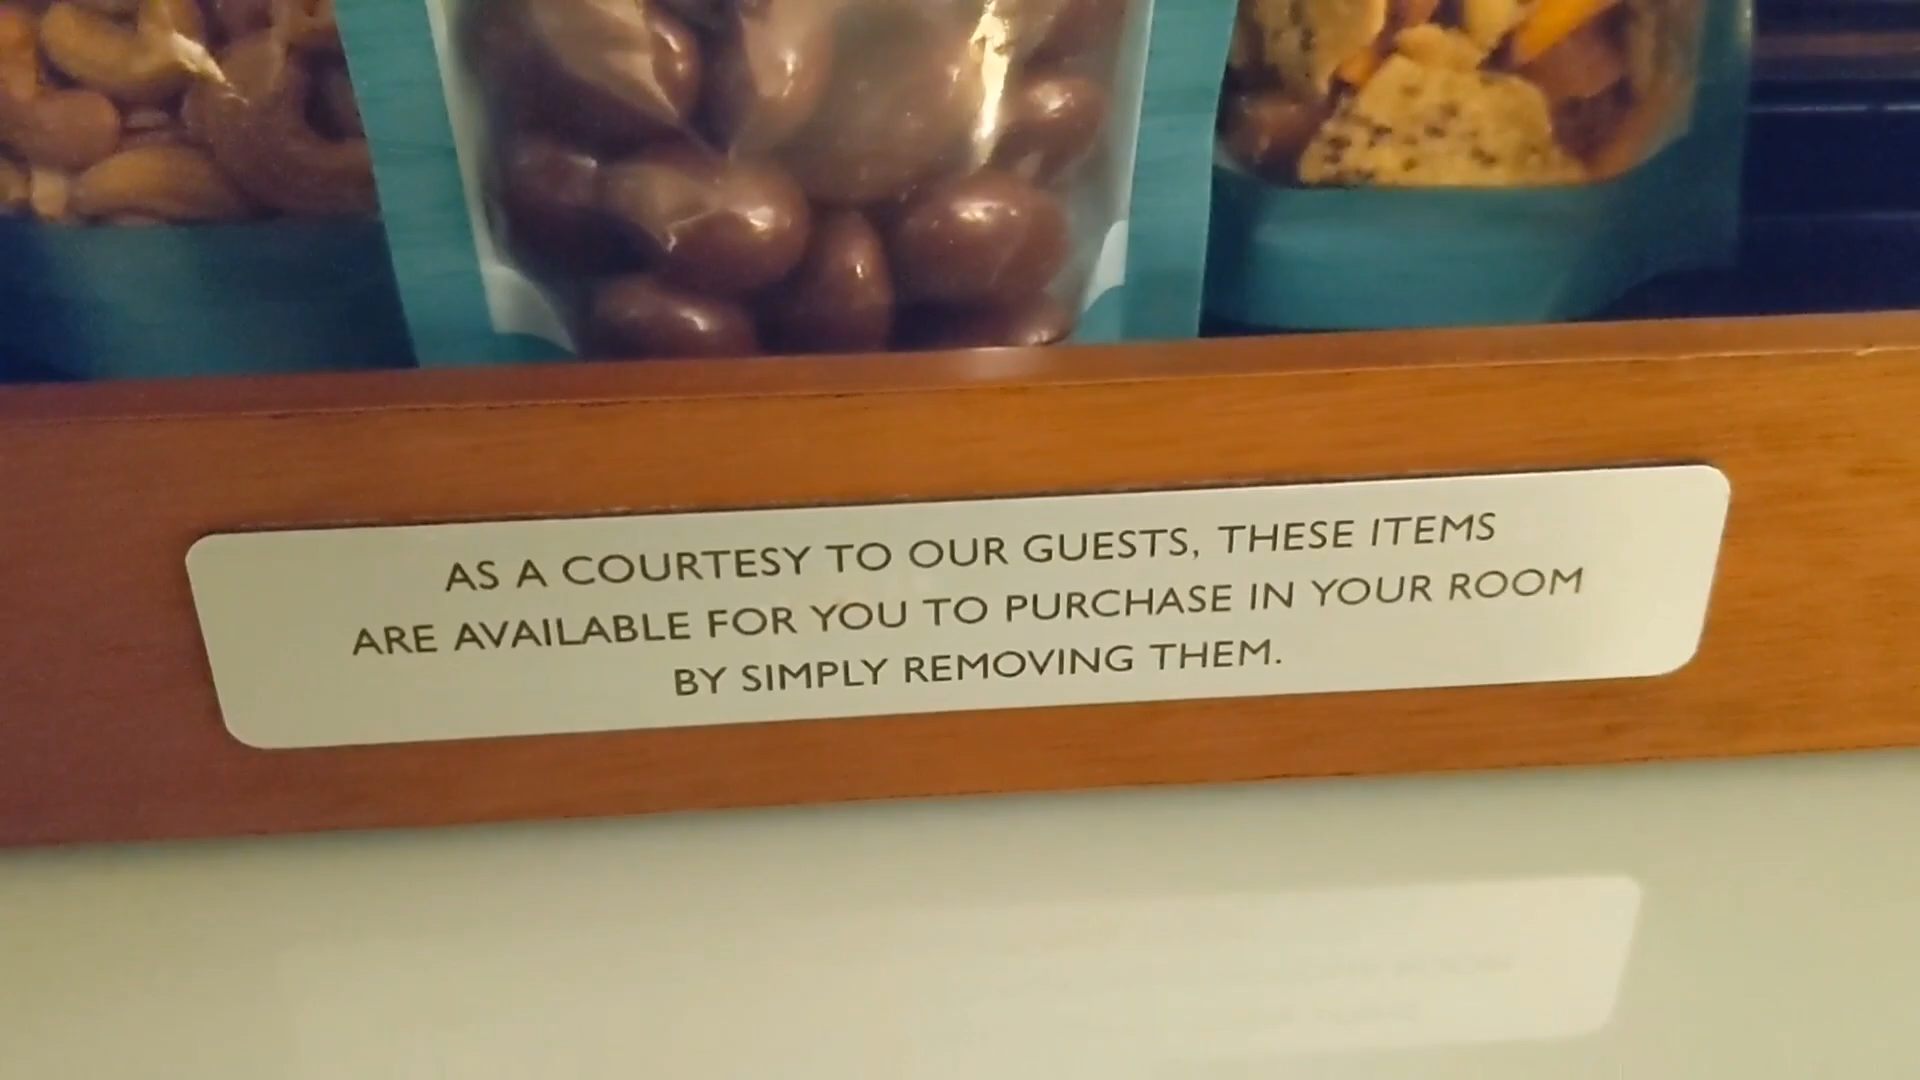 AS A COURTESY TO OUR GUESTS, THESE ITEMS
ARE AVAILABLE FOR YOU TO PURCHASE IN YOUR ROOM
BY SIMPLY REMOVING THEM.